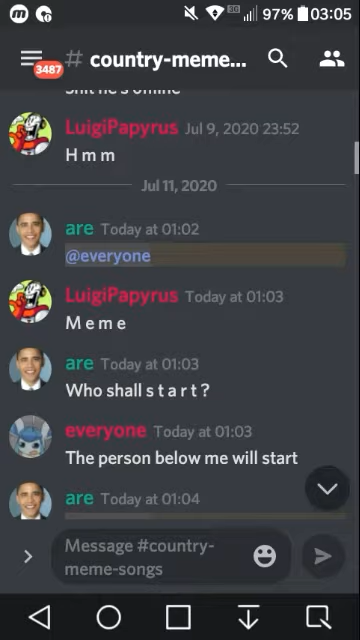 3G
97%
03:05
3487
# country-meme...
Shit he's offline
LuigiPapyrus Jul 9, 2020 23:52
H m m
Jul 11, 2020
are Today at 01:02
@everyone
LuigiPapyrus Today at 01:03
M e m e
are Today at 01:03
Who shall s t a r t ?
everyone Today at 01:03
The person below me will start
are Today at 01:04
Message #country-
meme-songs